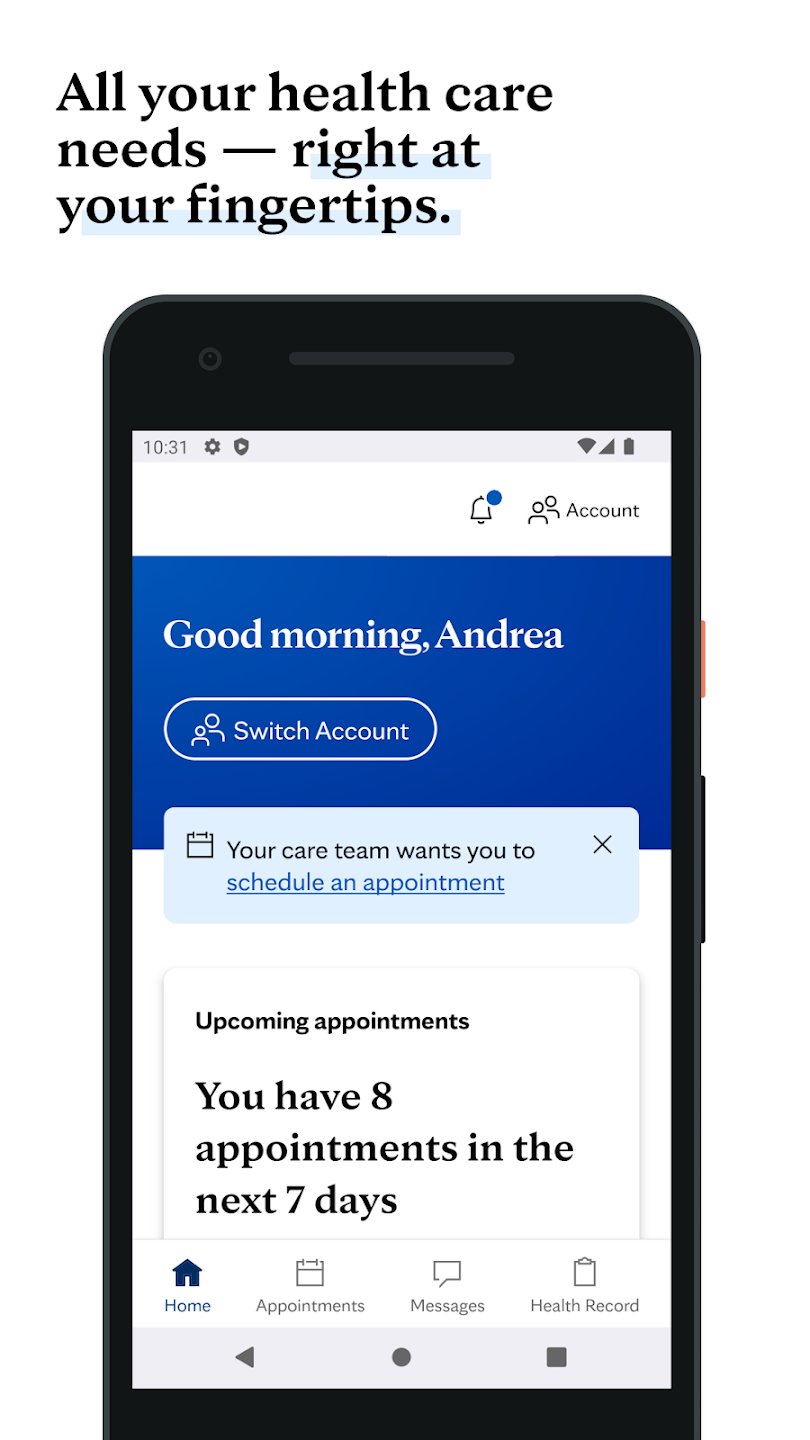 All your health care
needs — right at
your fingertips.
10:31
Account
Good morning, Andrea
Switch Account
Your care team wants you to
schedule an appointment
Upcoming appointments
You have 8
appointments in the
next 7 days
Home
Appointments
Messages
Health Record